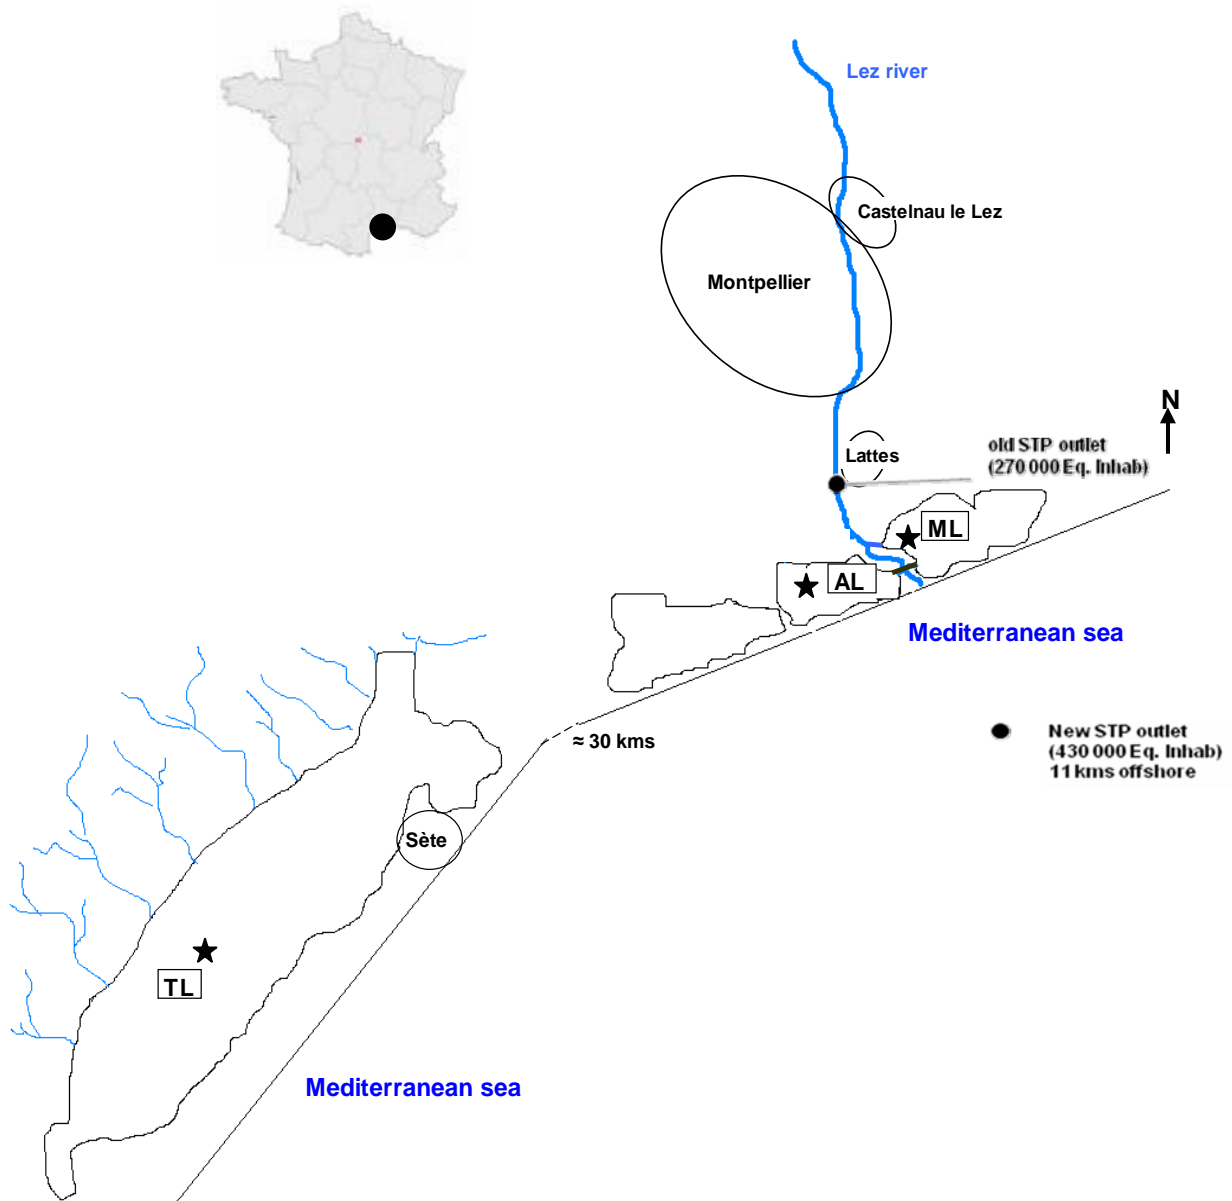 Lez river
Castelnau le Lez
Montpellier
N
old STP outlet
(270 000 Eq. Inhab)
Lattes
ML
AL
Mediterranean sea
≈ 30 kms
New STP outlet
(430 000 Eq. Inhab)
11 kms offshore
Sète
TL
Mediterranean sea